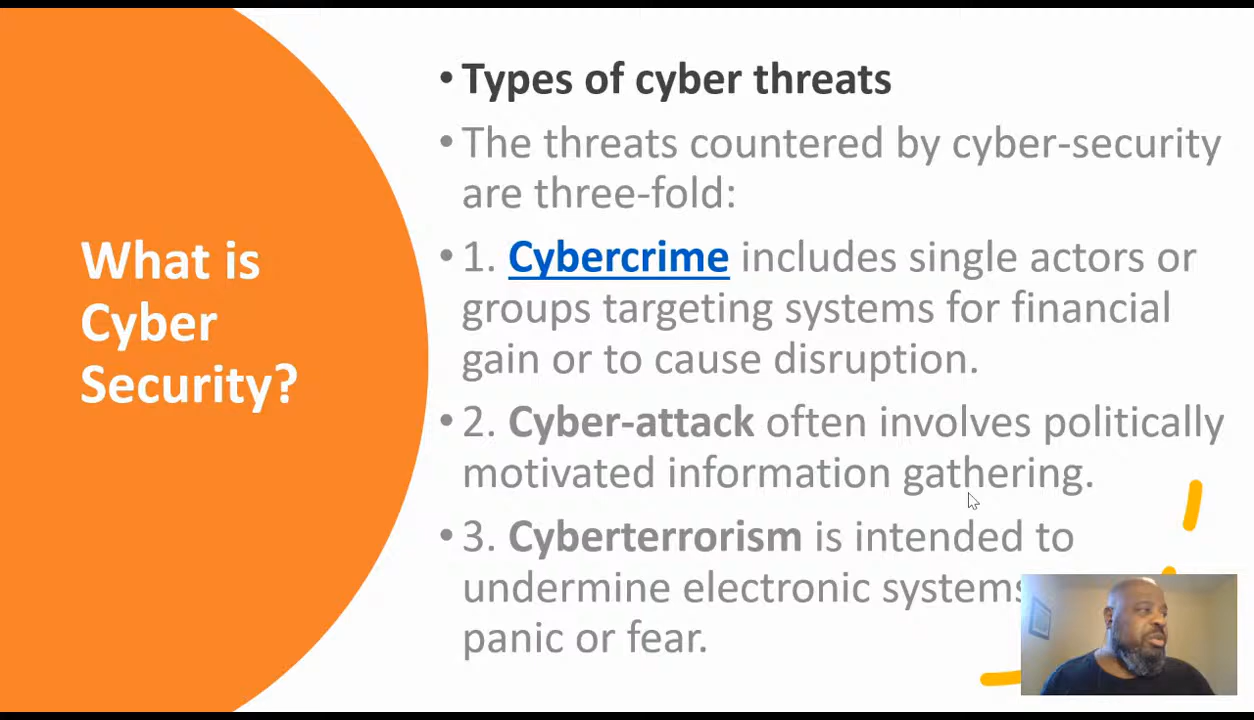 What is
Cyber
Security?
• Types of cyber threats
• The threats countered by cyber-security
are three-fold:
• 1. Cybercrime includes single actors or
groups targeting systems for financial
gain or to cause disruption.
• 2. Cyber-attack often involves politically
motivated information gathering.
• 3. Cyberterrorism is intended to
undermine electronic systems
panic or fear.